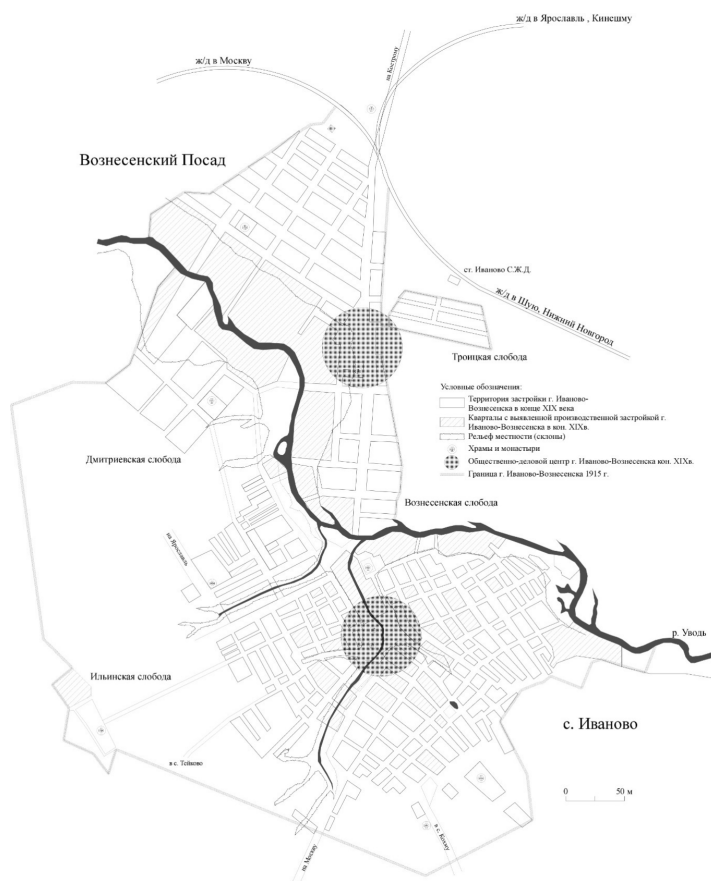 ж/д в Ярославль , Кинешму
ж/д в Москву
на Кострому
Вознесенский Посад
ст. Иваново С.Ж.Д.
ж/д в Шую, Нижний Новгород
Троицкая слобода
Условные обозначения:
Территория застройки г. Иваново-
Вознесенска в конце XIX века
Кварталы с выявленной производственной застройкой г.
Иваново-Вознесенска в кон. XIXв.
Рельеф местности (склоны)
Храмы и монастыри
Общественно-деловой центр г. Иваново-Вознесенска кон. XIXв.
Граница г. Иваново-Вознесенска 1915 г.
Дмитриевская слобода
Вознесенская слобода
на Ярославль
р. Уводь
Ильинская слобода
с. Иваново
в с. Тейково
0 50 м
в с. Кохму
на Москву